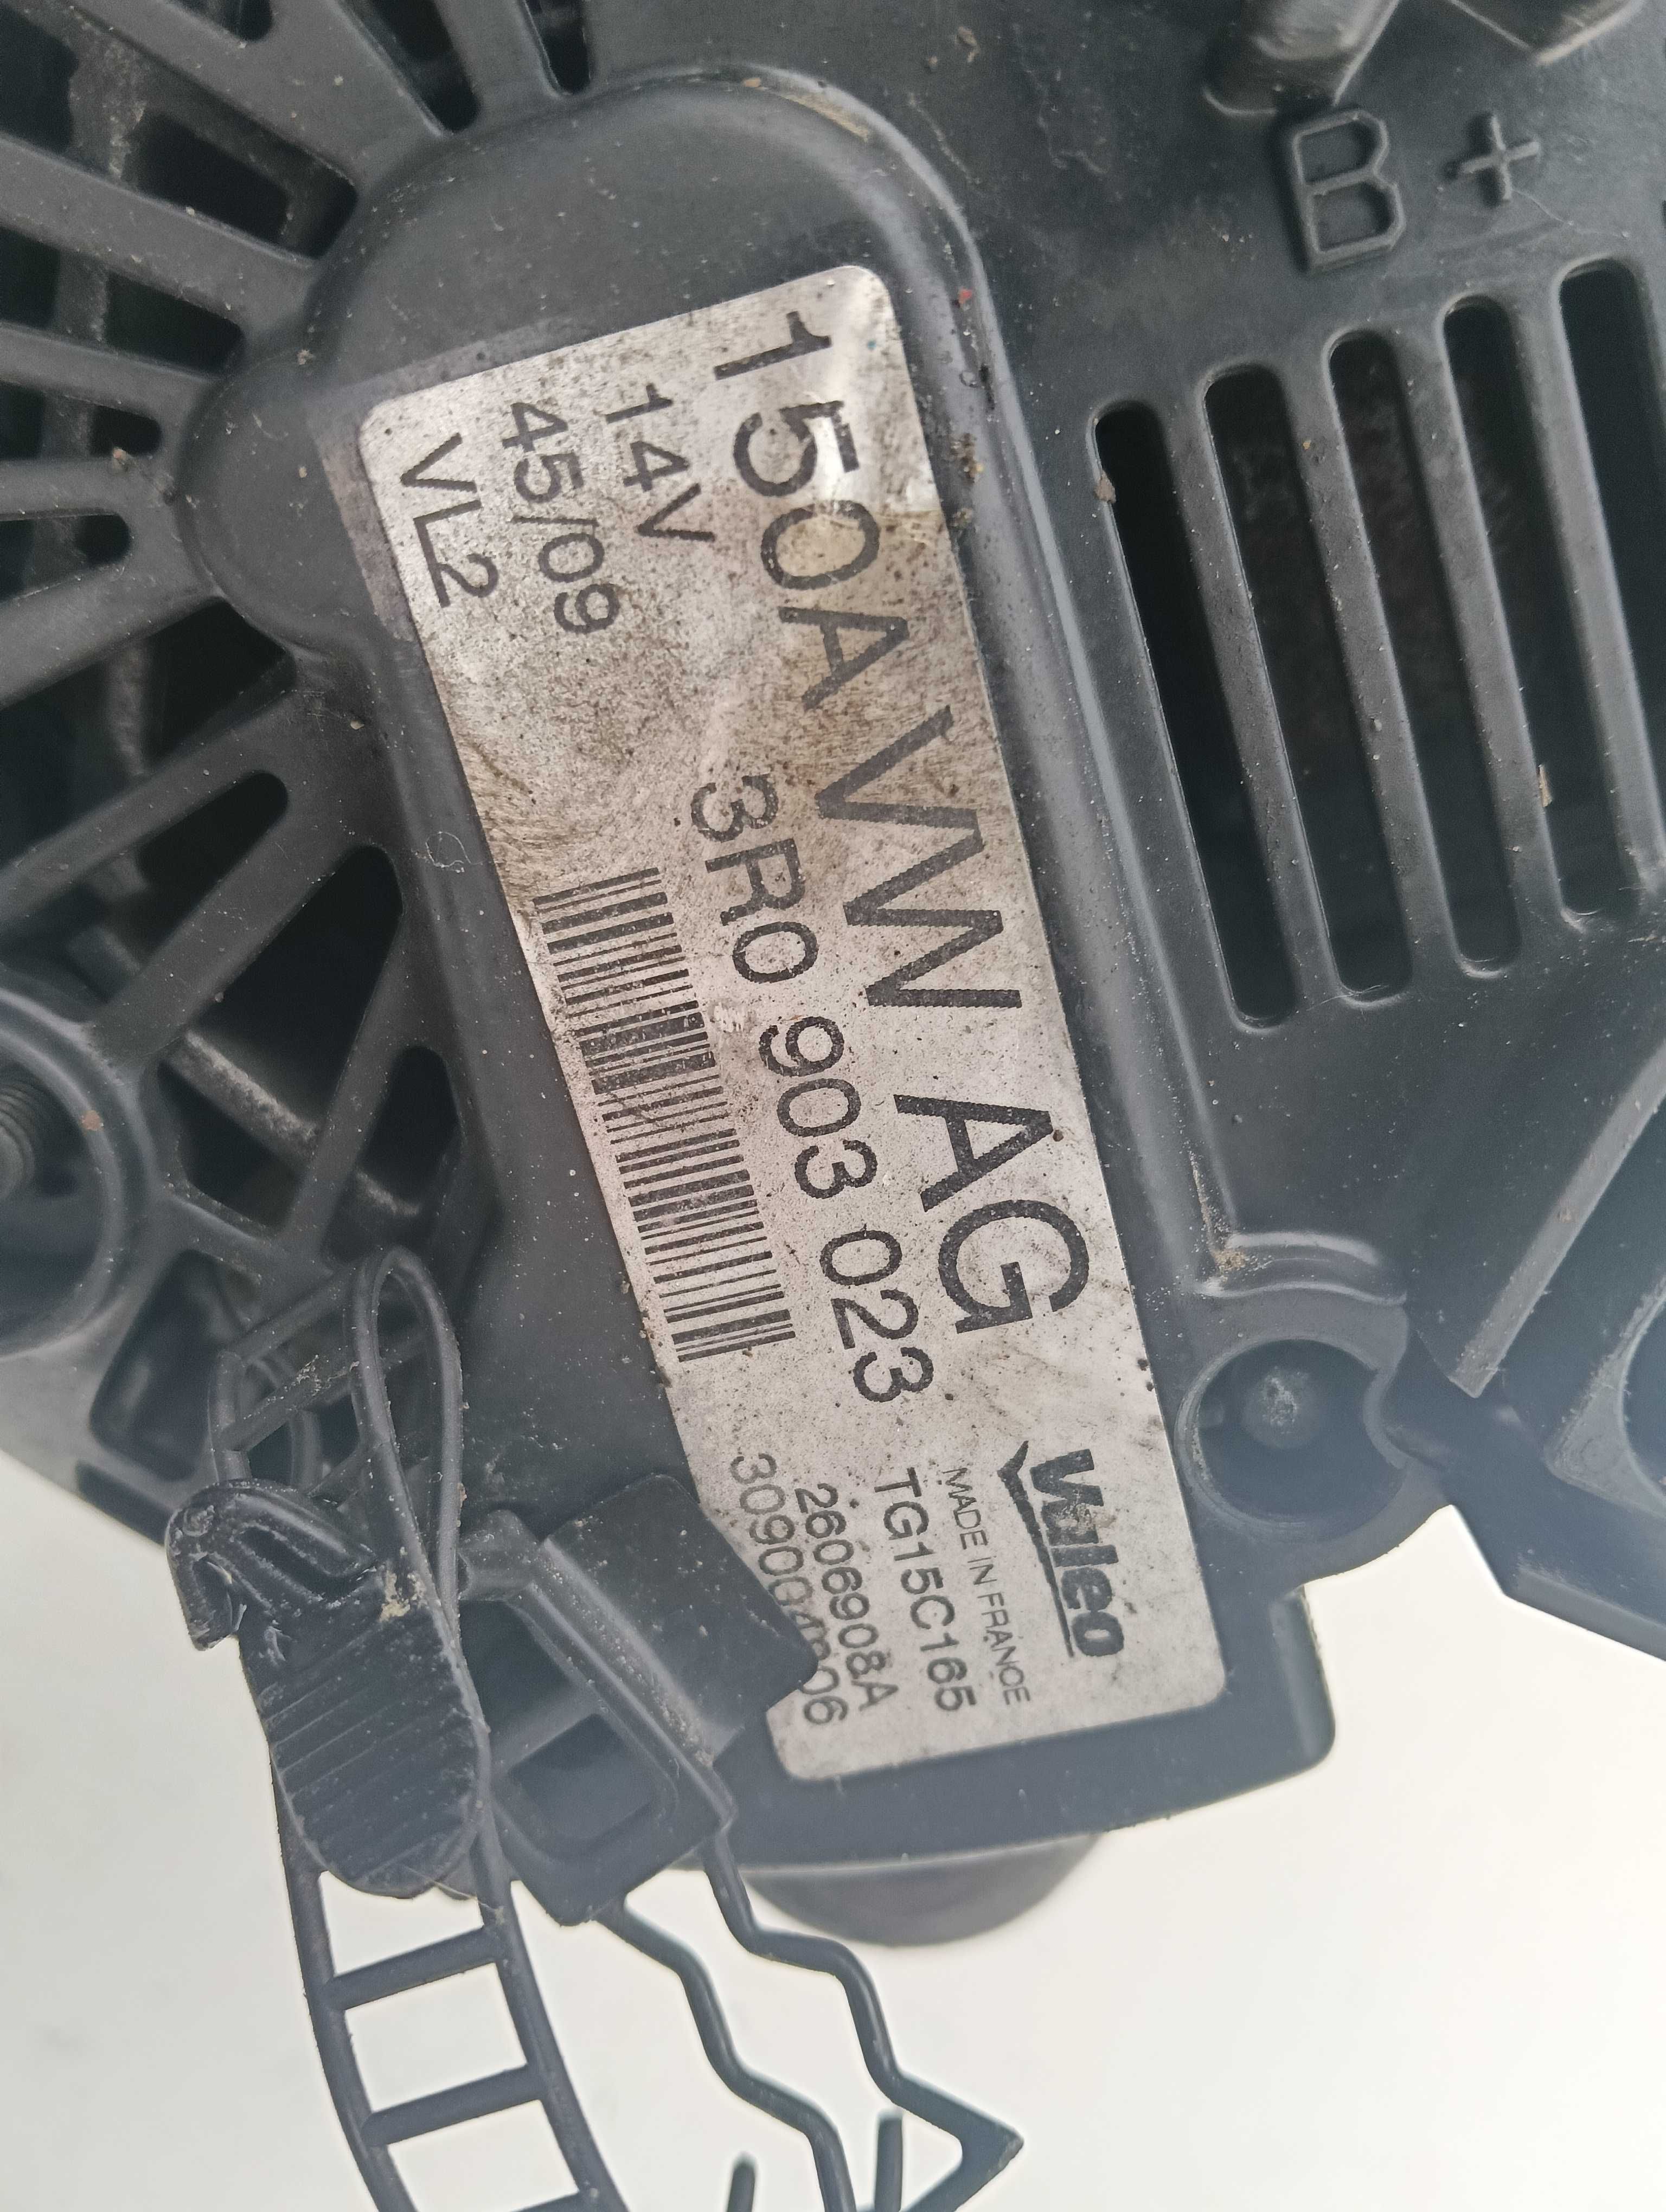 B+
150A VW AG
14V
45/09
VL2
3R0 903 023
Valeo
MADE IN FRANCE
TG15C165
2606908A